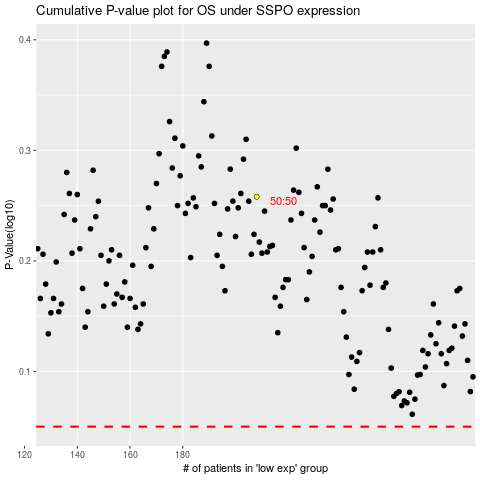 Cumulative P-value plot for OS under SSPO expression
P-Value(log10)
0.4
0.3
0.2
0.1
50:50
120 140 160 180
# of patients in 'low exp' group